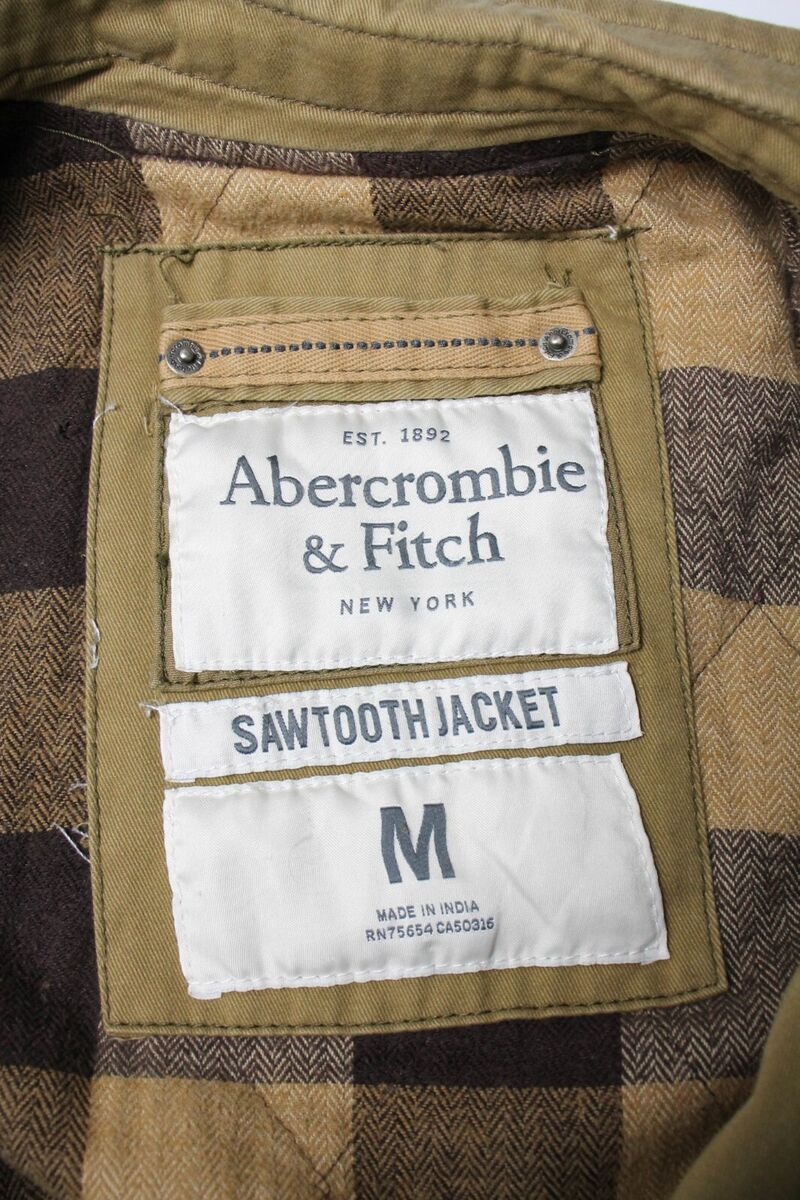 EST. 1892
Abercrombie
& Fitch
NEW YORK
SAWTOOTH JACKET
M
MADE IN INDIA
RN75654 CA50316